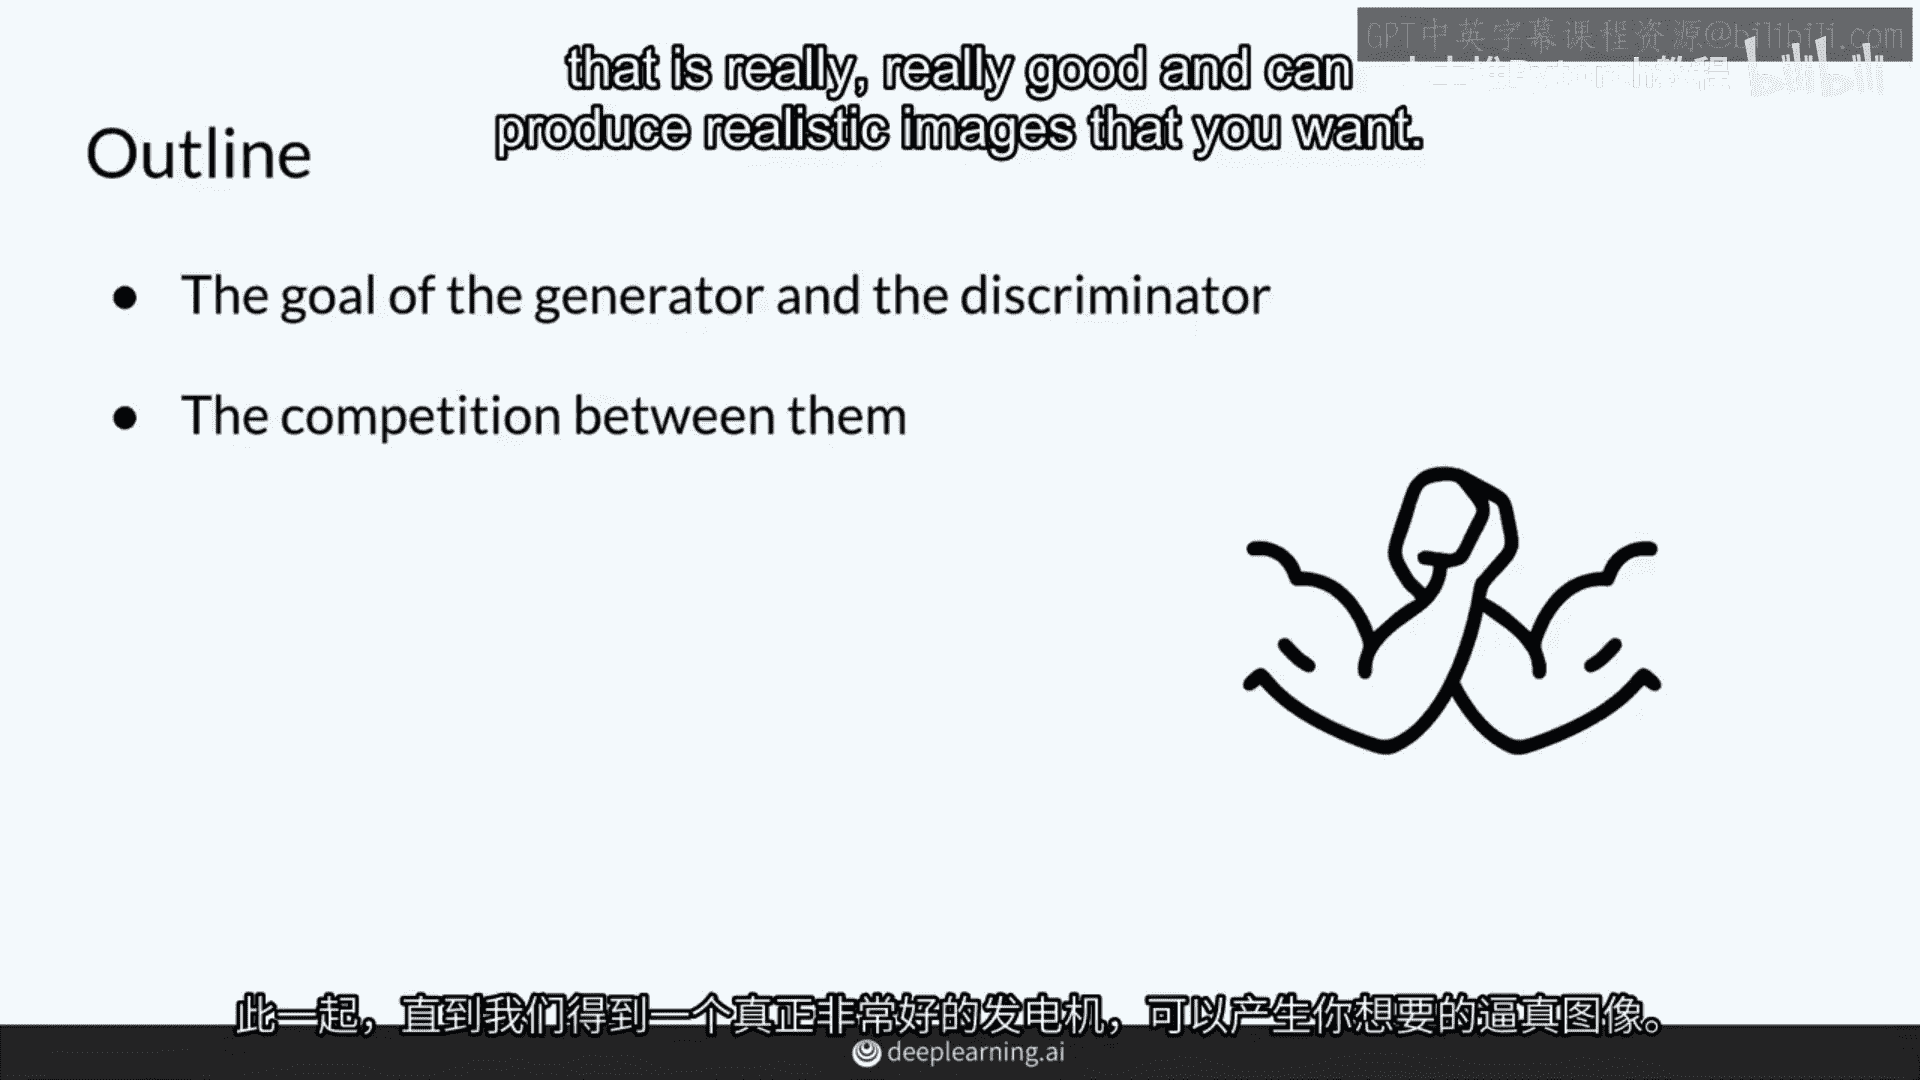 GPT中英字幕课程资源@bilibili.com
that is really, really good and can
produce realistic images that you want.
Outline
● The goal of the generator and the discriminator
● The competition between them
此一起，直到我们得到一个真正非常好的发电机，可以产生你想要的逼真图像。
deeplearning.ai